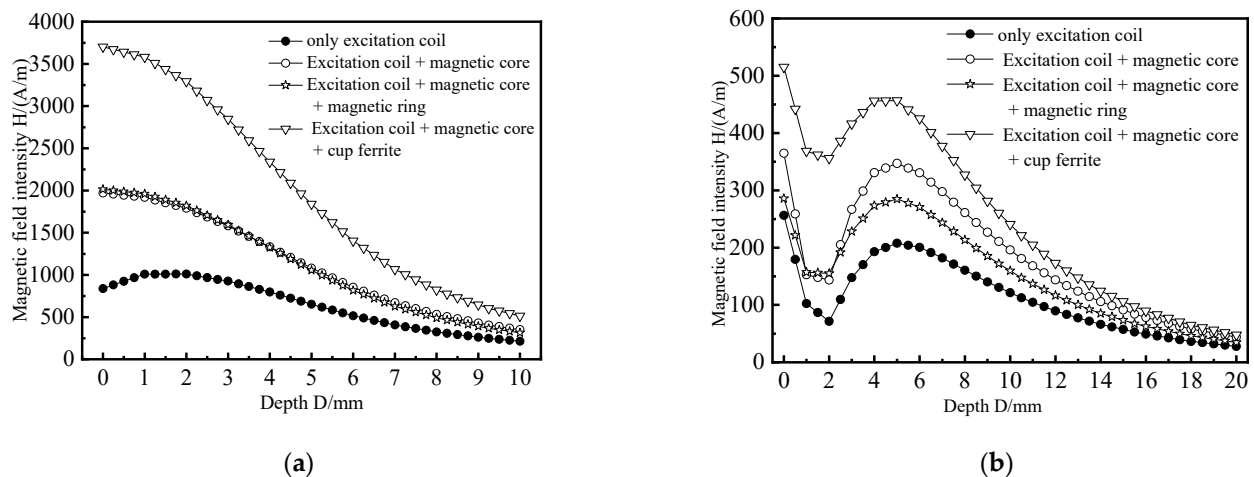 4000
3500
3000
2500
2000
1500
1000
500
0
Magnetic field intensity H/(A/m)
only excitation coil
Excitation coil + magnetic core
Excitation coil + magnetic core
+ magnetic ring
Excitation coil + magnetic core
+ cup ferrite
0 1 2 3 4 5 6 7 8 9 10
Depth D/mm
(a)
600
500
400
300
200
100
0
Magnetic field intensity H/(A/m)
only excitation coil
Excitation coil + magnetic core
Excitation coil + magnetic core
+ magnetic ring
Excitation coil + magnetic core
+ cup ferrite
0 2 4 6 8 10 12 14 16 18 20
Depth D/mm
(b)